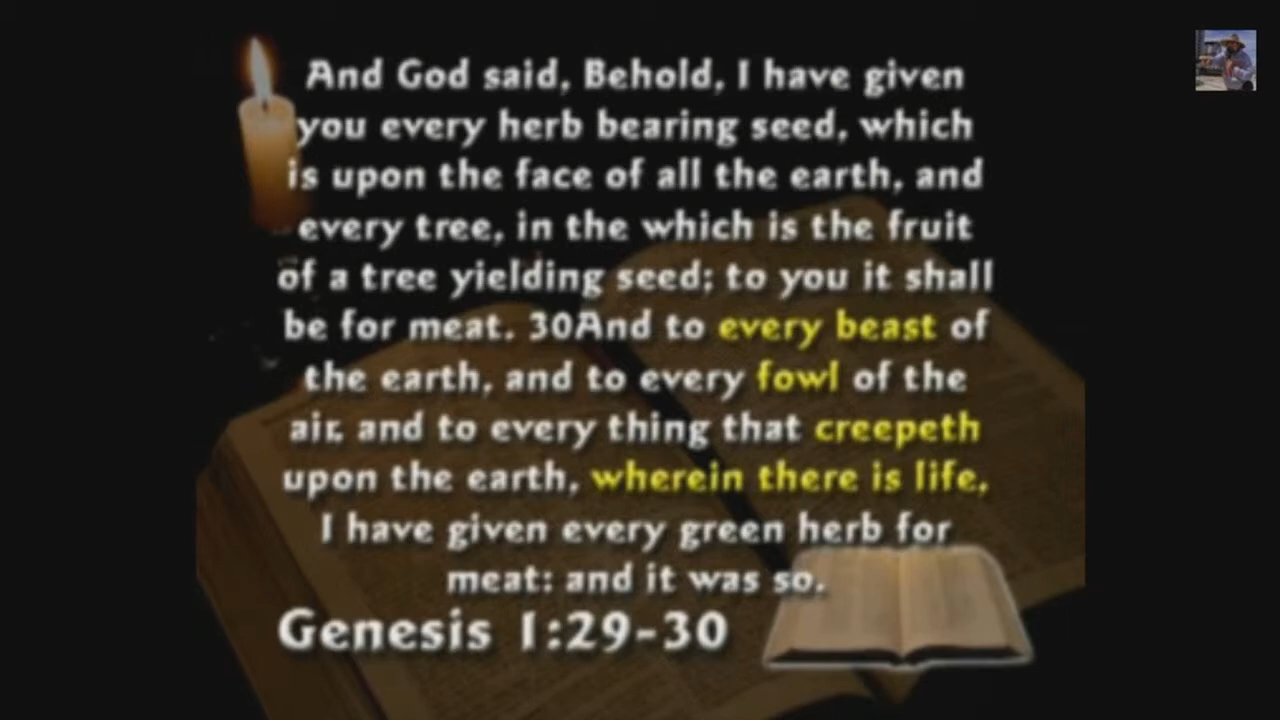 And God said, Behold, I have given
you every herb bearing seed, which
is upon the face of all the earth, and
every tree, in the which is the fruit
of a tree yielding seed; to you it shall
be for meat. 30And to every beast of
the earth, and to every fowl of the
air, and to every thing that creepeth
upon the earth, wherein there is life,
I have given every green herb for
meat: and it was so.
Genesis 1:29-30